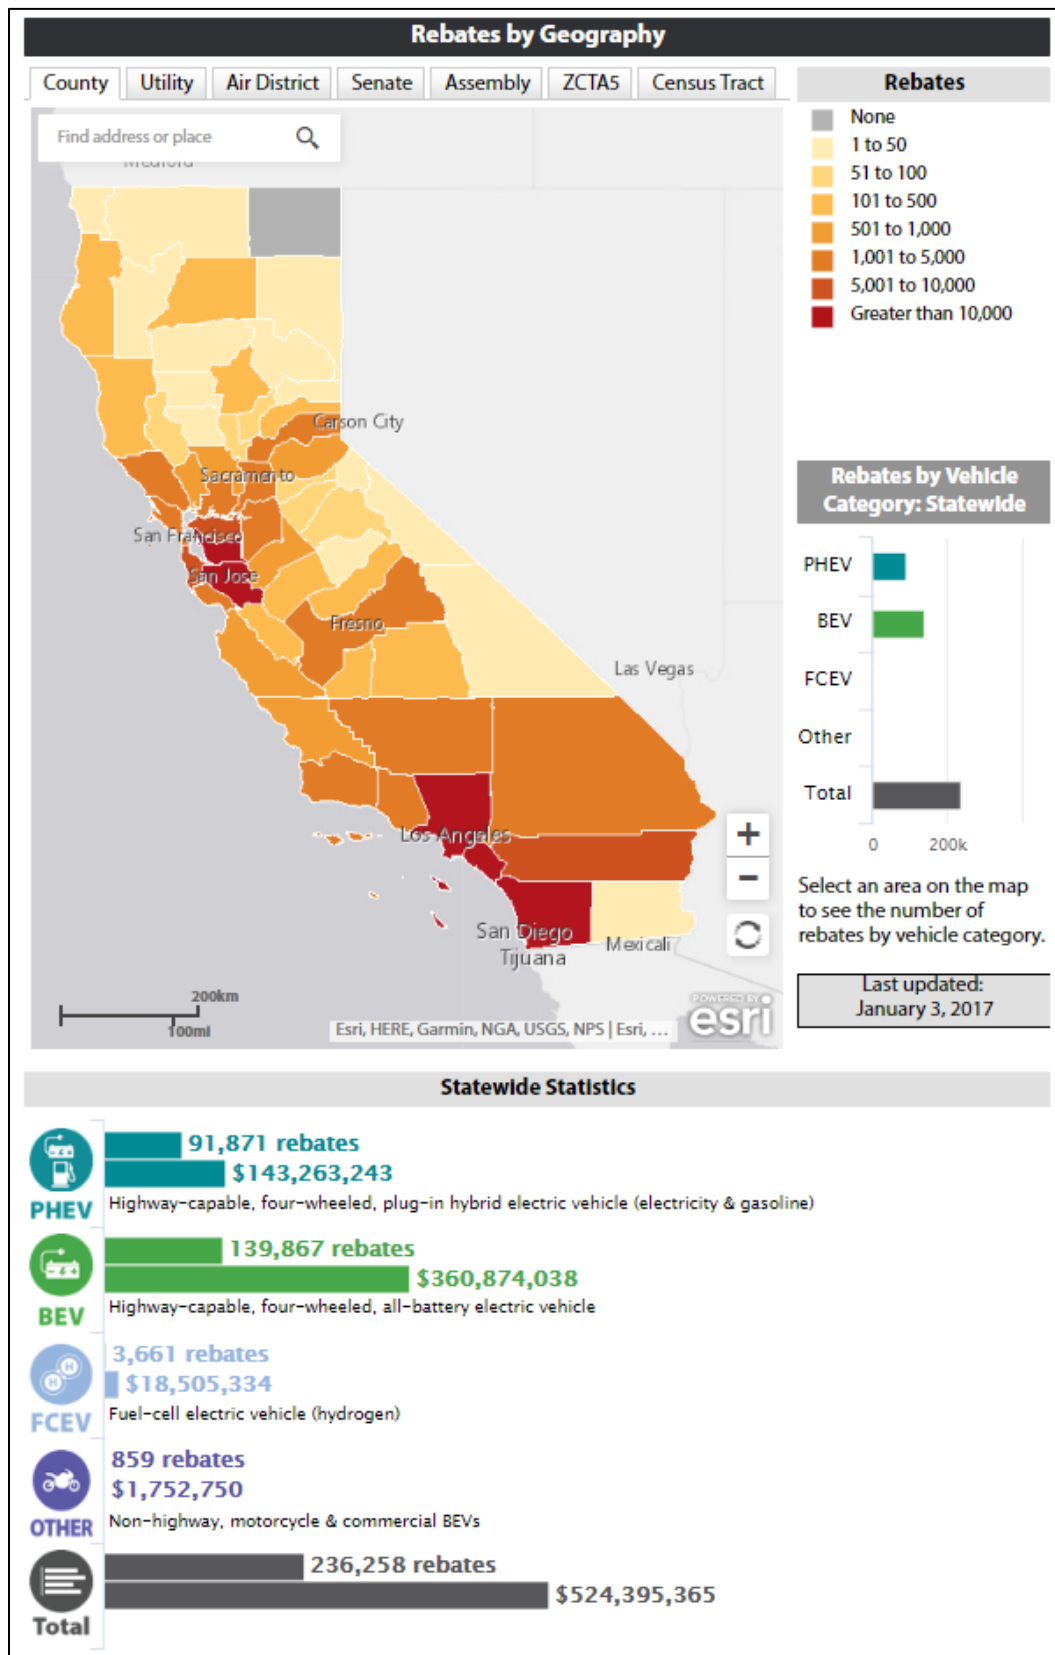 Rebates by Geography
County Utility Air District Senate Assembly ZCTA5 Census Tract
Find address or place
Medford
Carson City
Sacramento
San Francisco
San Jose
Fresno
Las Vegas
Los Angeles
San Diego
Tijuana
Mexicali
200km
100mi
+
−
Esri, HERE, Garmin, NGA, USGS, NPS | Esri, ...
POWERED BY
esri
Rebates
None
1 to 50
51 to 100
101 to 500
501 to 1,000
1,001 to 5,000
5,001 to 10,000
Greater than 10,000
Rebates by Vehicle
Category: Statewide
PHEV
BEV
FCEV
Other
Total
0 200k
Select an area on the map
to see the number of
rebates by vehicle category.
Last updated:
January 3, 2017
Statewide Statistics
PHEV
91,871 rebates
$143,263,243
Highway-capable, four-wheeled, plug-in hybrid electric vehicle (electricity & gasoline)
BEV
139,867 rebates
$360,874,038
Highway-capable, four-wheeled, all-battery electric vehicle
H
H
FCEV
3,661 rebates
$18,505,334
Fuel-cell electric vehicle (hydrogen)
OTHER
859 rebates
$1,752,750
Non-highway, motorcycle & commercial BEVs
Total
236,258 rebates
$524,395,365